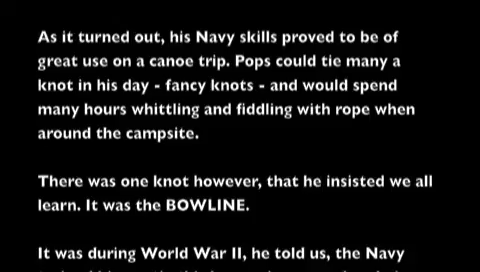 As it turned out, his Navy skills proved to be of
great use on a canoe trip. Pops could tie many a
knot in his day - fancy knots - and would spend
many hours whittling and fiddling with rope when
around the campsite.
There was one knot however, that he insisted we all
learn. It was the BOWLINE.
It was during World War II, he told us, the Navy